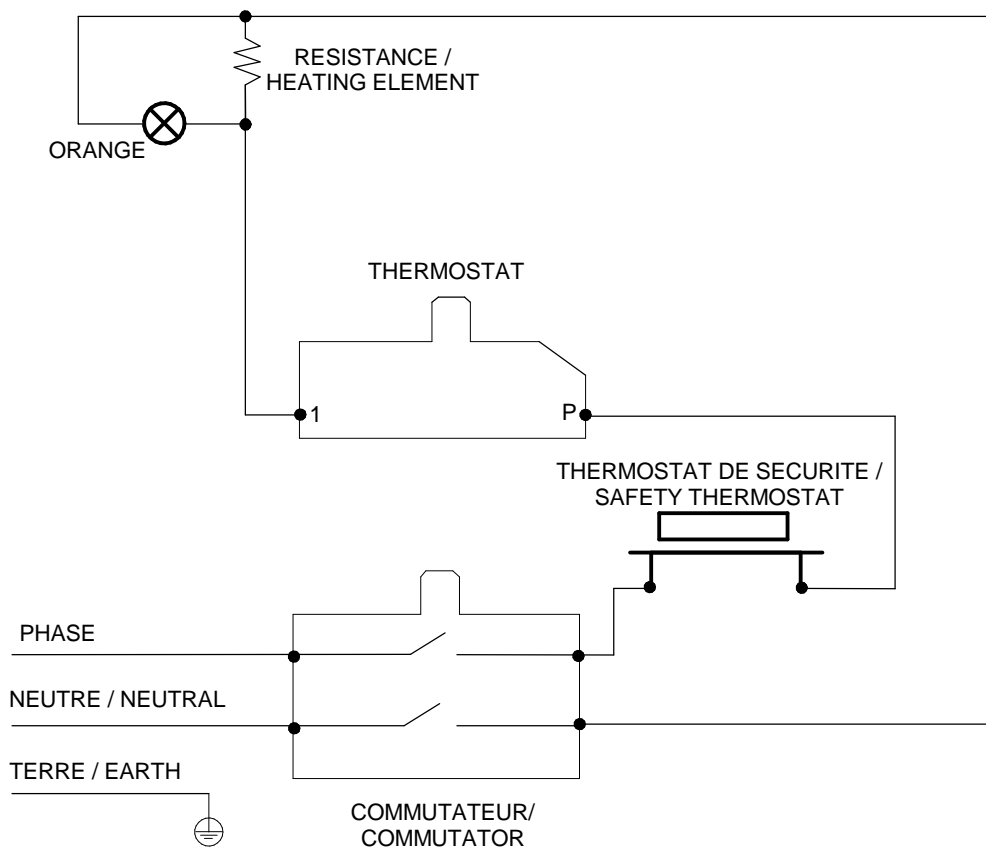 RESISTANCE /
HEATING ELEMENT
ORANGE
THERMOSTAT
1
P
THERMOSTAT DE SECURITE /
SAFETY THERMOSTAT
PHASE
NEUTRE / NEUTRAL
TERRE / EARTH
COMMUTATEUR/
COMMUTATOR